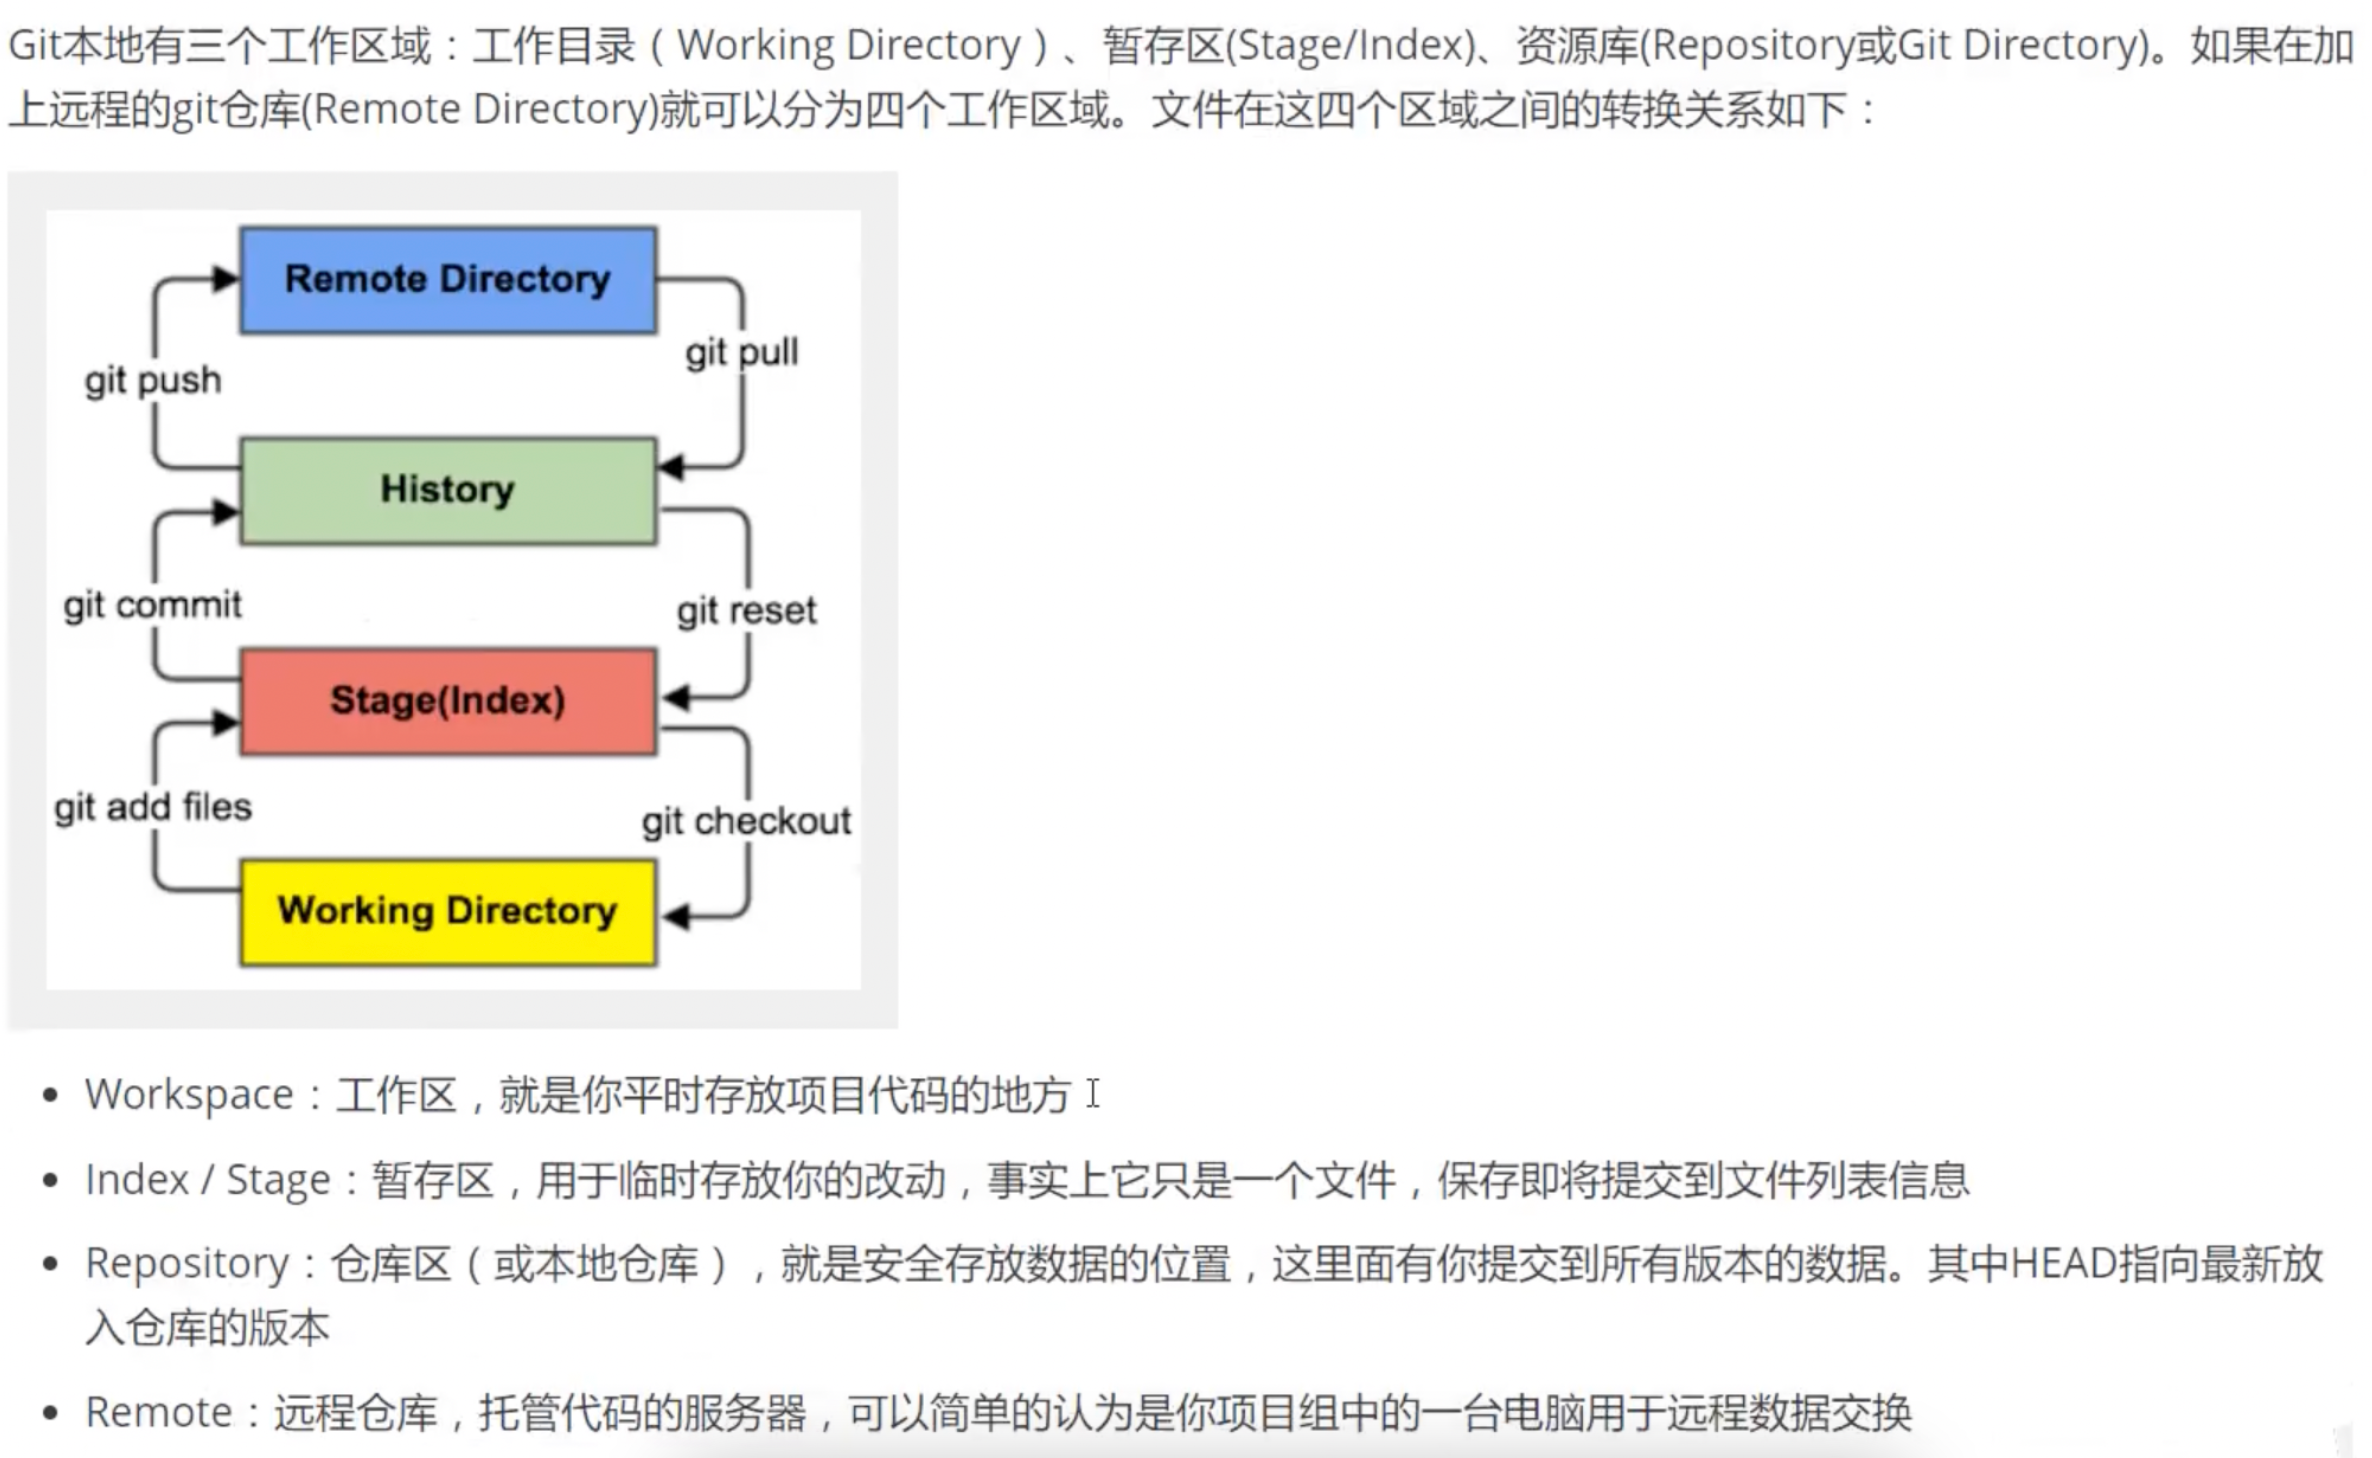 Git本地有三个工作区域：工作目录（Working Directory）、暂存区(Stage/Index)、资源库(Repository或Git Directory)。如果在加
上远程的git仓库(Remote Directory)就可以分为四个工作区域。文件在这四个区域之间的转换关系如下：
Remote Directory
git pull
git push
History
git commit
git reset
Stage(Index)
git add files
git checkout
Working Directory
• Workspace：工作区，就是你平时存放项目代码的地方
• Index / Stage：暂存区，用于临时存放你的改动，事实上它只是一个文件，保存即将提交到文件列表信息
• Repository：仓库区（或本地仓库），就是安全存放数据的位置，这里面有你提交到所有版本的数据。其中HEAD指向最新放
入仓库的版本
• Remote：远程仓库，托管代码的服务器，可以简单的认为是你项目组中的一台电脑用于远程数据交换